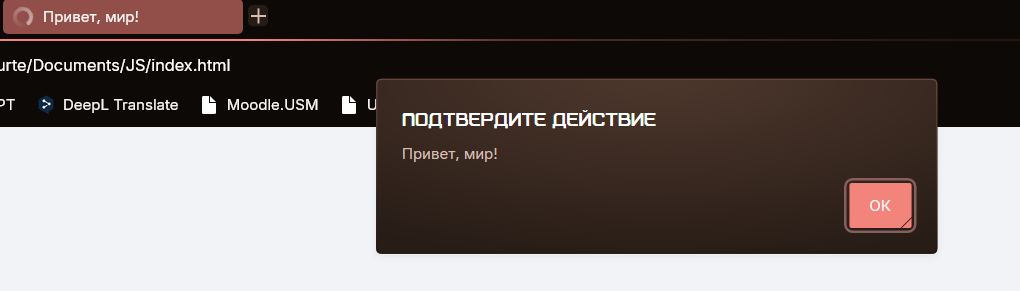 Привет, мир!
urte/Documents/JS/index.html
PT DeepL Translate Moodle.USM U
ПОДТВЕРДИТЕ ДЕЙСТВИЕ
Привет, мир!
OK